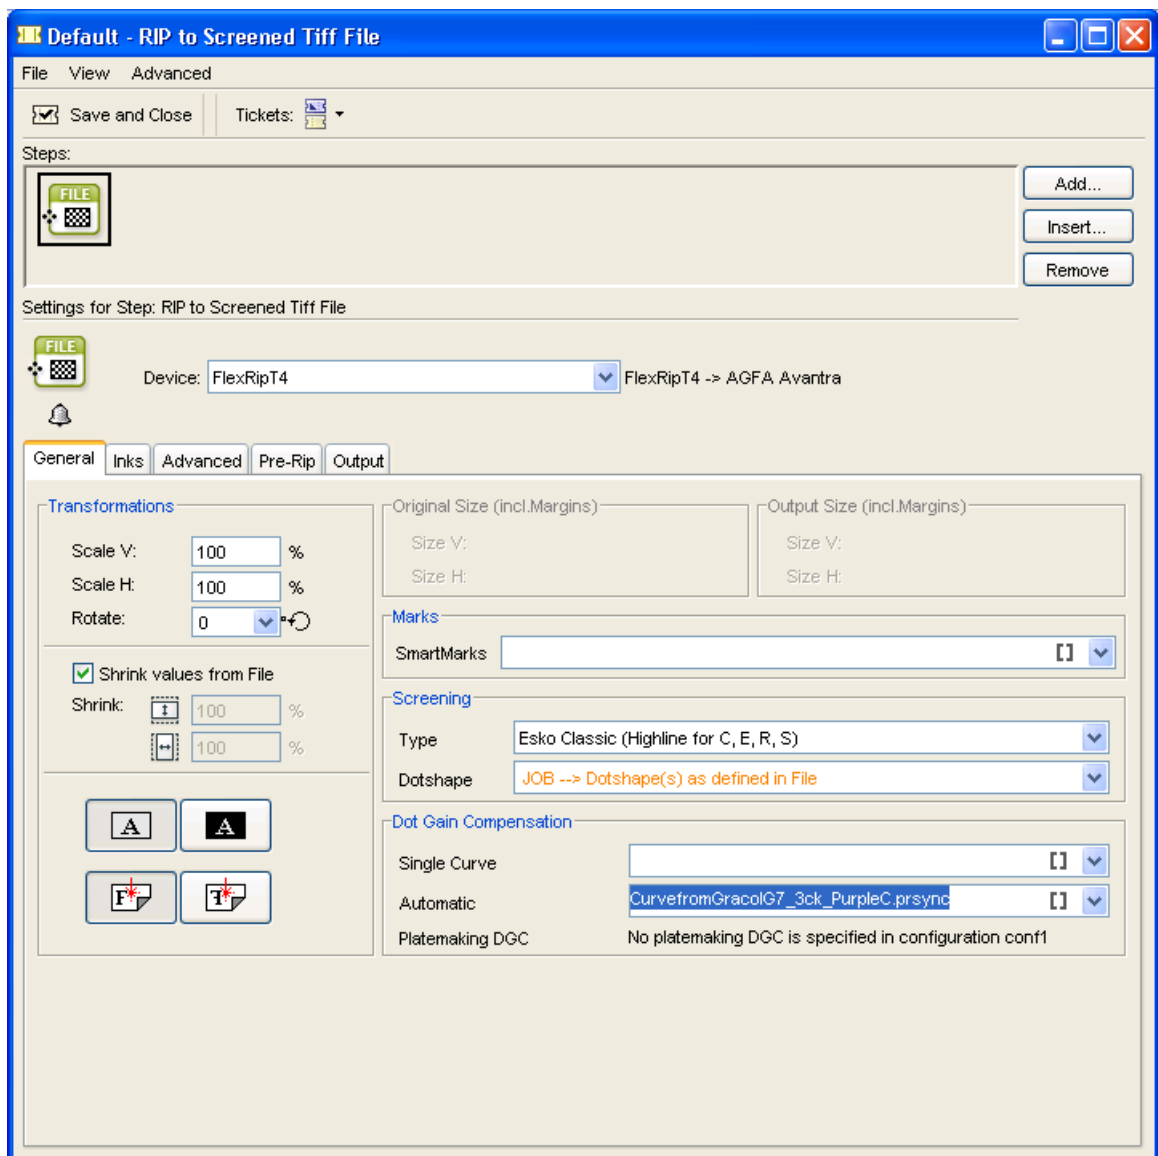 Default - RIP to Screened Tiff File
File View Advanced
Save and Close Tickets:
Steps:
FILE
Add...
Insert...
Remove
Settings for Step: RIP to Screened Tiff File
FILE
Device: FlexRipT4 FlexRipT4 -> AGFA Avantra
General Inks Advanced Pre-Rip Output
Transformations
Scale V: 100 %
Scale H: 100 %
Rotate: 0 °
Shrink values from File
Shrink: 100 %
100 %
A A
F T
Original Size (incl.Margins)
Size V:
Size H:
Output Size (incl.Margins)
Size V:
Size H:
Marks
SmartMarks []
Screening
Type Esko Classic (Highline for C, E, R, S)
Dotshape JOB --> Dotshape(s) as defined in File
Dot Gain Compensation
Single Curve []
Automatic CurvefromGracolG7_3ck_PurpleC.prsync []
Platemaking DGC No platemaking DGC is specified in configuration conf1